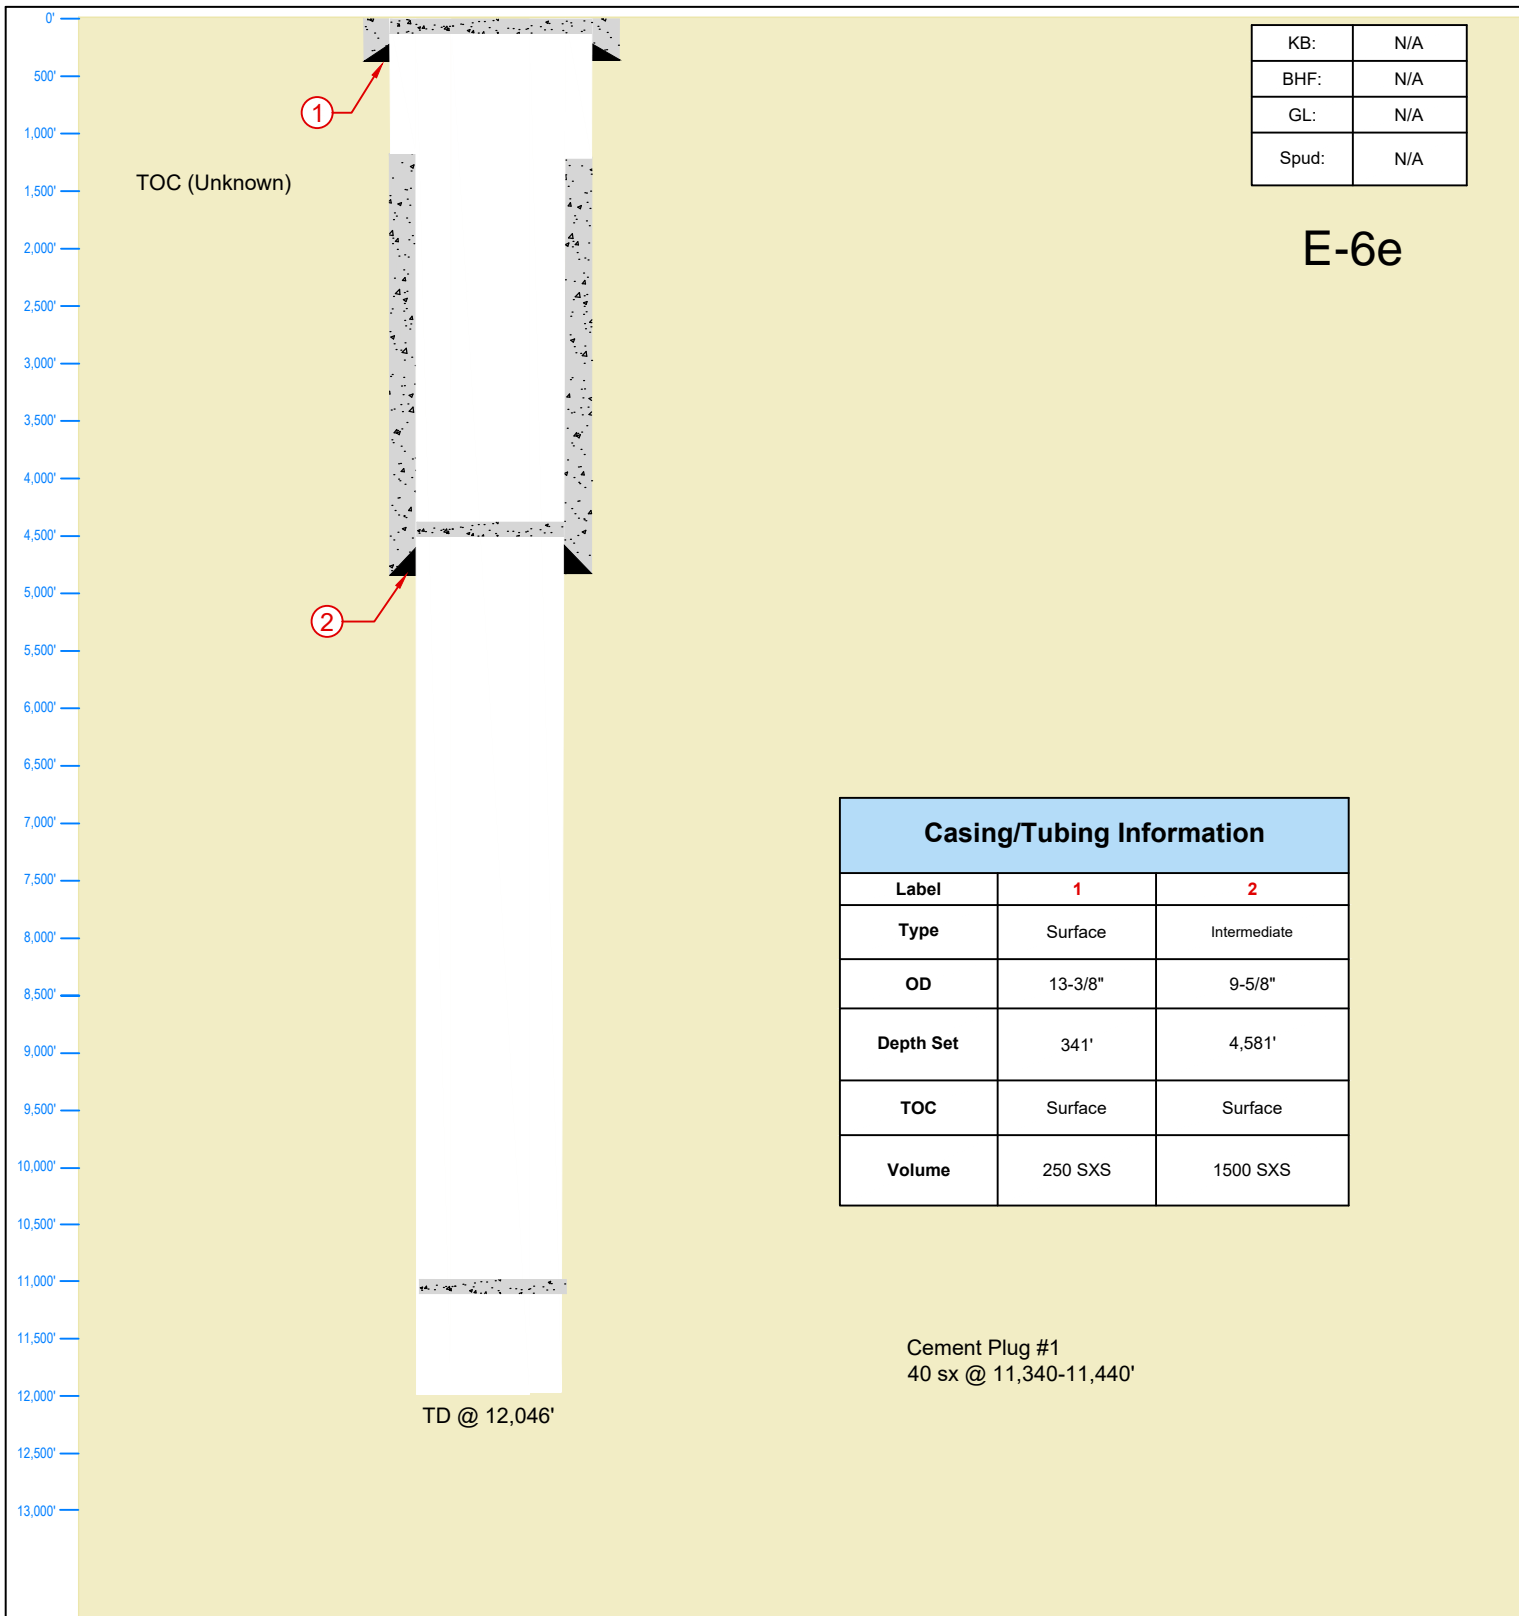 0'
500'
1,000'
1,500'
2,000'
2,500'
3,000'
3,500'
4,000'
4,500'
5,000'
5,500'
6,000'
6,500'
7,000'
7,500'
8,000'
8,500'
9,000'
9,500'
10,000'
10,500'
11,000'
11,500'
12,000'
12,500'
13,000'
1
TOC (Unknown)
2
TD @ 12,046'
KB: N/A
BHF: N/A
GL: N/A
Spud: N/A
E-6e
Casing/Tubing Information
Label 1 2
Type Surface Intermediate
OD 13-3/8" 9-5/8"
Depth Set 341' 4,581'
TOC Surface Surface
Volume 250 SXS 1500 SXS
Cement Plug #1
40 sx @ 11,340-11,440'